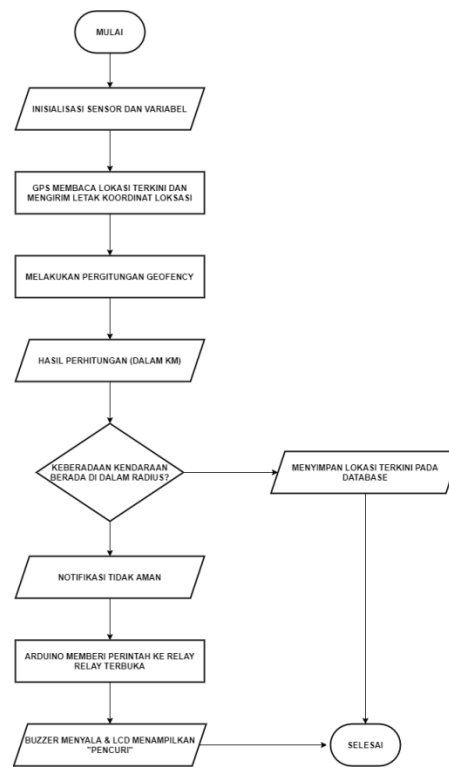 MULAI
INISIALISASI SENSOR DAN VARIABEL
GPS MEMBACA LOKASI TERKINI DAN
MENGIRIM LETAK KOORDINAT LOKSASI
MELAKUKAN PERGITUNGAN GEOFENCY
HASIL PERHITUNGAN (DALAM KM)
KEBERADAAN KENDARAAN
BERADA DI DALAM RADIUS?
MENYIMPAN LOKASI TERKINI PADA
DATABASE
NOTIFIKASI TIDAK AMAN
ARDUINO MEMBERI PERINTAH KE RELAY
RELAY TERBUKA
BUZZER MENYALA & LCD MENAMPILKAN
"PENCURI"
SELESAI